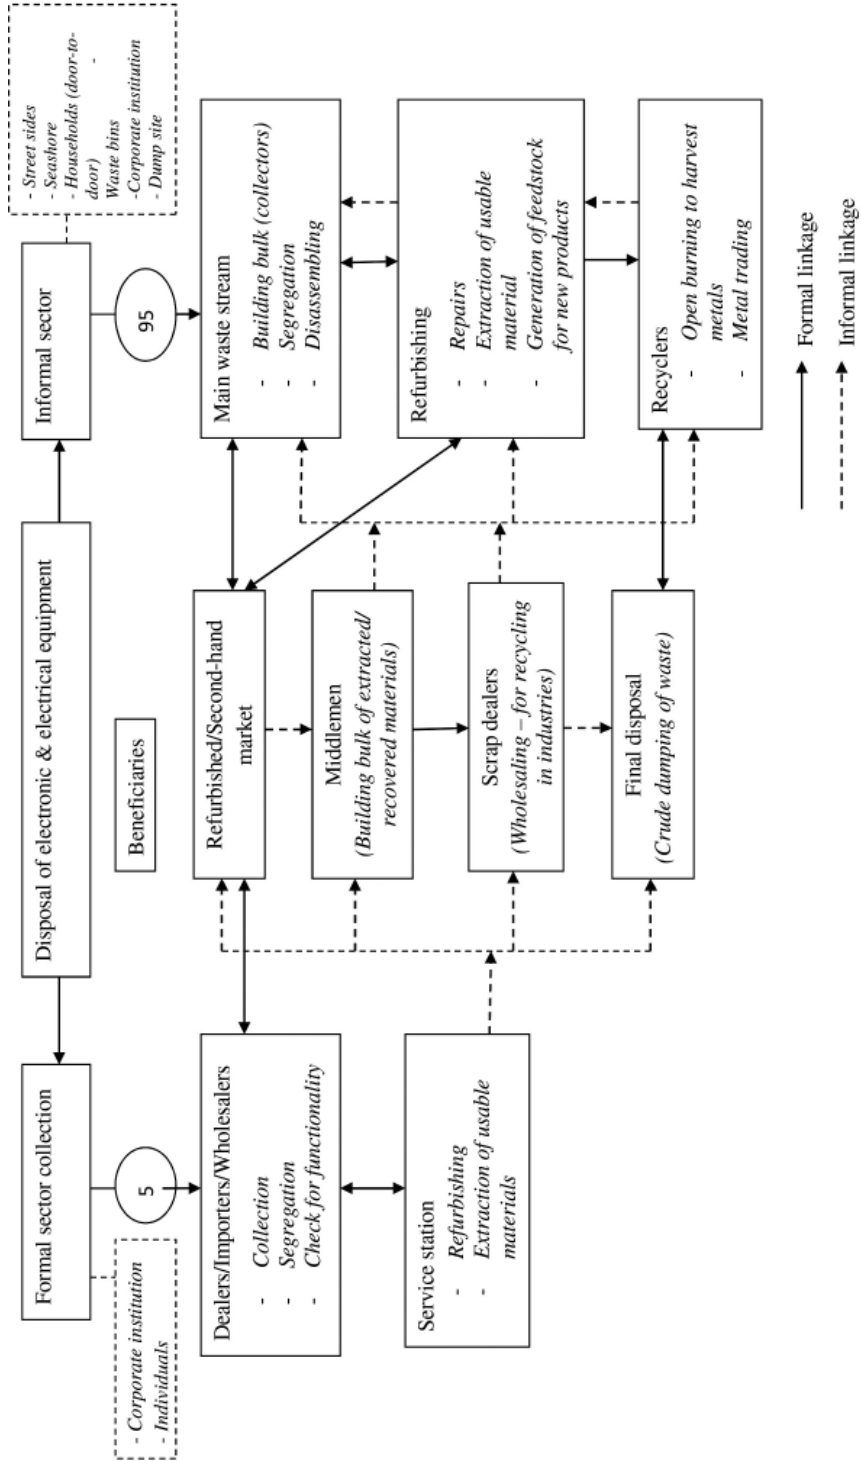 Disposal of electronic & electrical equipment
Formal sector collection
Informal sector
- Corporate institution
- Individuals
5
95
- Street sides
- Seashore
- Households (door-to-
door) -
Waste bins
-Corporate institution
- Dump site
Beneficiaries
Dealers/Importers/Wholesalers
- Collection
- Segregation
- Check for functionality
Service station
- Refurbishing
- Extraction of usable
materials
Refurbished/Second-hand
market
Middlemen
(Building bulk of extracted/
recovered materials)
Scrap dealers
(Wholesaling – for recycling
in industries)
Final disposal
(Crude dumping of waste)
Main waste stream
- Building bulk (collectors)
- Segregation
- Disassembling
Refurbishing
- Repairs
- Extraction of usable
material
- Generation of feedstock
for new products
Recyclers
- Open burning to harvest
metals
- Metal trading
Formal linkage
Informal linkage